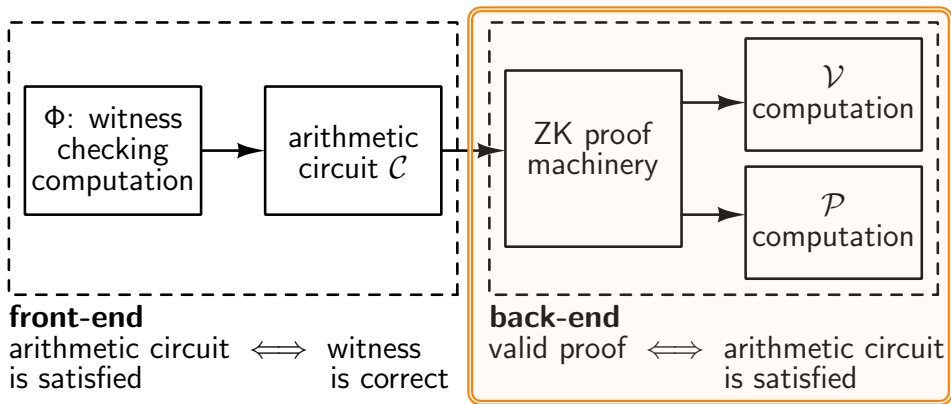 Φ: witness
checking
computation
arithmetic
circuit 𝒞
ZK proof
machinery
𝒱
computation
𝒫
computation
front-end
arithmetic circuit ⟺ witness
is satisfied is correct
back-end
valid proof ⟺ arithmetic circuit
is satisfied